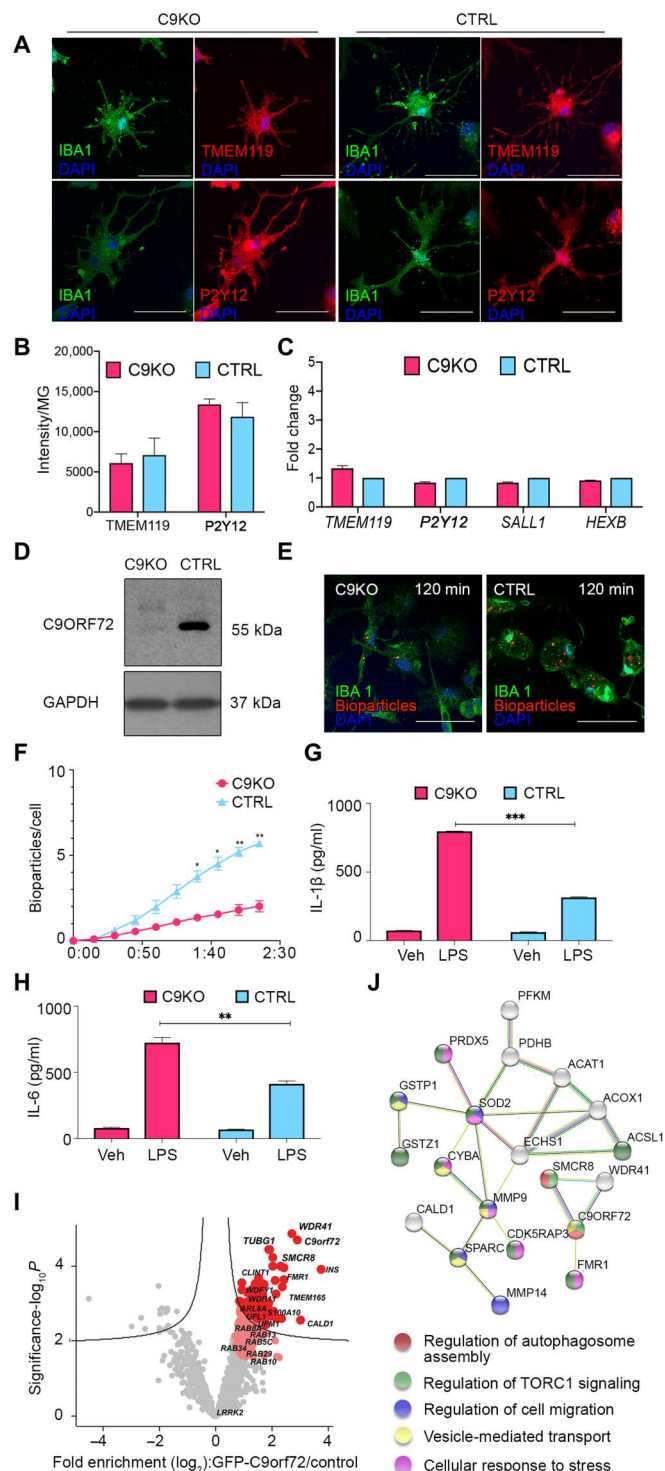 C9KO CTRL
A
IBA1
DAPI
TMEM119
DAPI
IBA1
DAPI
TMEM119
DAPI
IBA1
DAPI
P2Y12
DAPI
IBA1
DAPI
P2Y12
DAPI
B
20,000
15,000
10,000
5000
0
Intensity/MG
C9KO CTRL
TMEM119 P2Y12
C
5
4
3
2
1
0
Fold change
C9KO CTRL
TMEM119 P2Y12 SALL1 HEXB
D
C9KO CTRL
C9ORF72 55 kDa
GAPDH 37 kDa
E
C9KO 120 min
IBA 1
Bioparticles
DAPI
CTRL 120 min
IBA 1
Bioparticles
DAPI
F
10
5
0
Bioparticles/cell
C9KO
CTRL
* * ** **
0:00 0:50 1:40 2:30
G
C9KO CTRL
1000
500
0
IL-1β (pg/ml)
***
Veh LPS Veh LPS
H
C9KO CTRL
1000
500
0
IL-6 (pg/ml)
**
Veh LPS Veh LPS
I
6
4
2
0
Significance-log10P
WDR41
C9orf72
TUBG1
SMCR8
INS
CLINT1
FMR1
WDFY1
TMEM165
WDR11
ARL8A
S100A10
UFL1
UFM1
CALD1
RAB8A
RAB13
RAB5C
RAB34
RAB29
RAB10
LRRK2
−4 −2 0 2 4
Fold enrichment (log2):GFP-C9orf72/control
J
PFKM
PRDX5
PDHB
ACAT1
GSTP1
SOD2
ACOX1
GSTZ1
ECHS1
ACSL1
CYBA
SMCR8
WDR41
MMP9
C9ORF72
CALD1
CDK5RAP3
SPARC
FMR1
MMP14
Regulation of autophagosome
assembly
Regulation of TORC1 signaling
Regulation of cell migration
Vesicle-mediated transport
Cellular response to stress